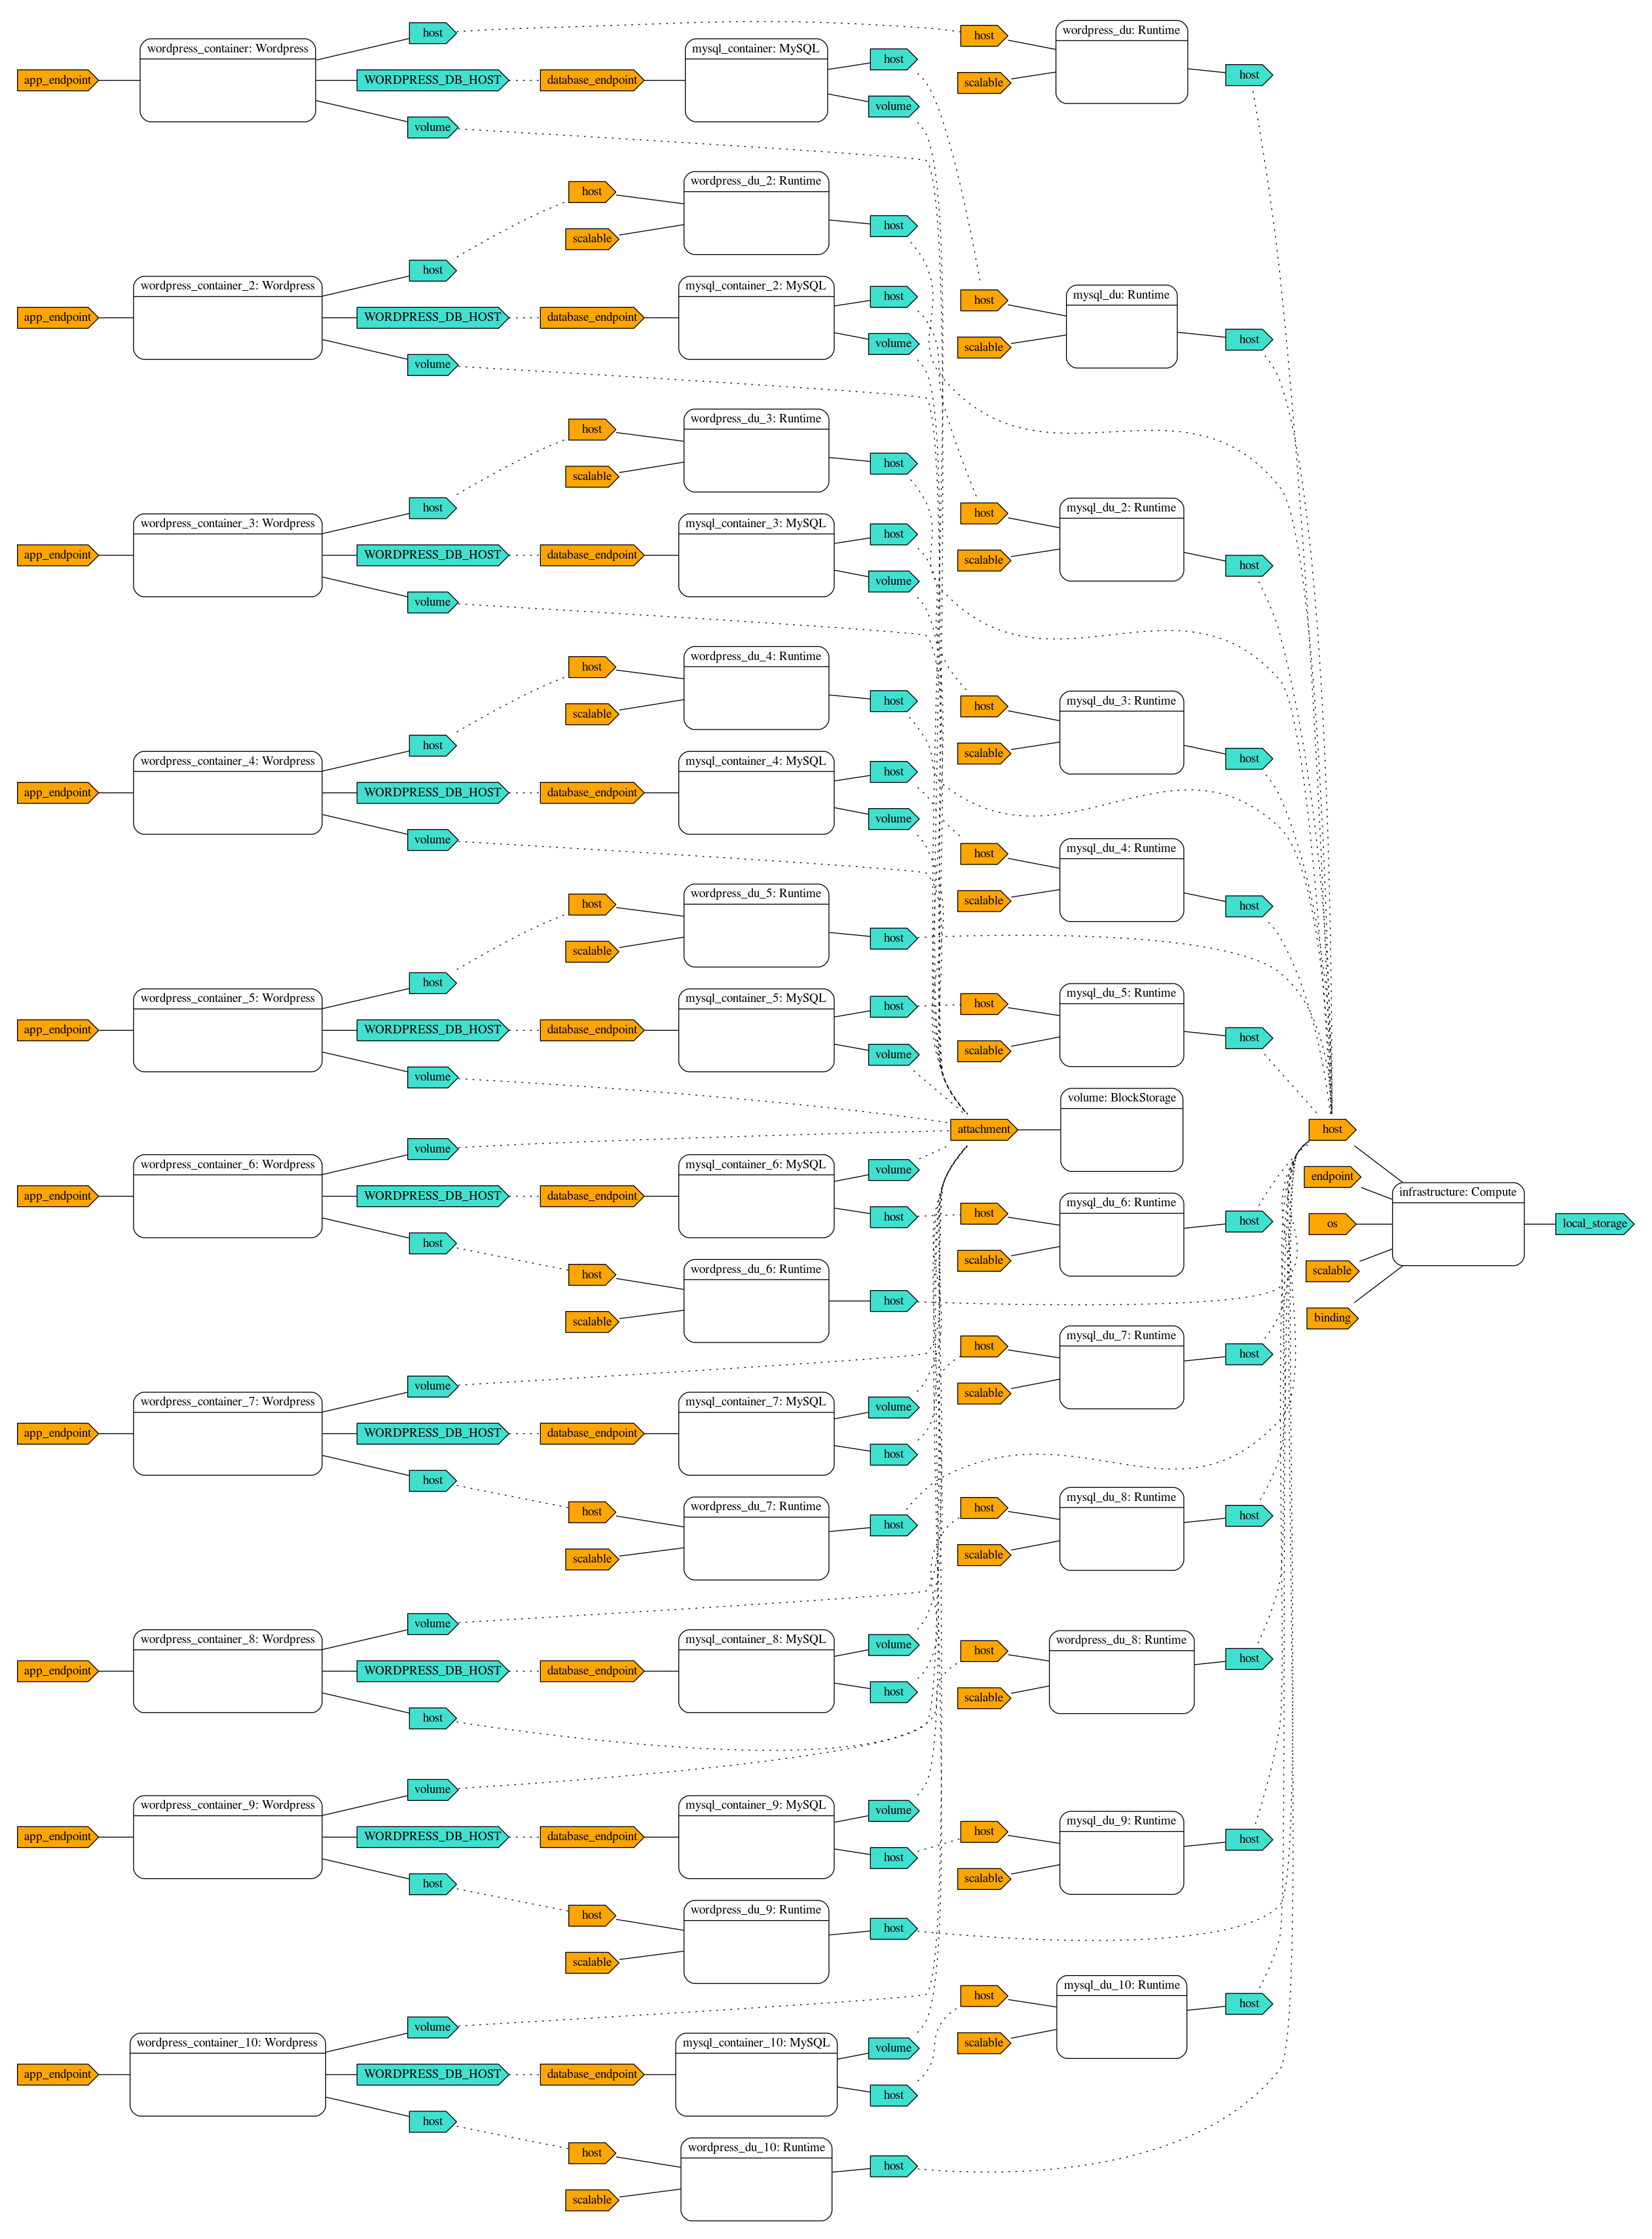 host
host
wordpress_du: Runtime
wordpress_container: Wordpress
mysql_container: MySQL
host
host
app_endpoint
WORDPRESS_DB_HOST
database_endpoint
scalable
volume
volume
wordpress_du_2: Runtime
host
host
scalable
host
wordpress_container_2: Wordpress
mysql_container_2: MySQL
host
host
mysql_du: Runtime
app_endpoint
WORDPRESS_DB_HOST
database_endpoint
host
volume
scalable
volume
wordpress_du_3: Runtime
host
host
scalable
host
mysql_du_2: Runtime
host
wordpress_container_3: Wordpress
mysql_container_3: MySQL
host
app_endpoint
WORDPRESS_DB_HOST
database_endpoint
scalable
host
volume
volume
wordpress_du_4: Runtime
host
host
mysql_du_3: Runtime
host
scalable
host
scalable
host
wordpress_container_4: Wordpress
mysql_container_4: MySQL
host
app_endpoint
WORDPRESS_DB_HOST
database_endpoint
volume
volume
mysql_du_4: Runtime
host
wordpress_du_5: Runtime
host
scalable
host
host
scalable
host
wordpress_container_5: Wordpress
mysql_container_5: MySQL
mysql_du_5: Runtime
host
host
app_endpoint
WORDPRESS_DB_HOST
database_endpoint
host
scalable
volume
volume
volume: BlockStorage
attachment
host
volume
wordpress_container_6: Wordpress
mysql_container_6: MySQL
volume
endpoint
app_endpoint
WORDPRESS_DB_HOST
database_endpoint
infrastructure: Compute
mysql_du_6: Runtime
host
host
host
os
local_storage
host
scalable
wordpress_du_6: Runtime
host
scalable
host
scalable
binding
host
mysql_du_7: Runtime
host
volume
scalable
wordpress_container_7: Wordpress
mysql_container_7: MySQL
volume
app_endpoint
WORDPRESS_DB_HOST
database_endpoint
host
host
wordpress_du_7: Runtime
mysql_du_8: Runtime
host
host
host
host
scalable
scalable
volume
wordpress_container_8: Wordpress
mysql_container_8: MySQL
wordpress_du_8: Runtime
volume
host
host
app_endpoint
WORDPRESS_DB_HOST
database_endpoint
host
scalable
host
volume
wordpress_container_9: Wordpress
mysql_container_9: MySQL
volume
mysql_du_9: Runtime
host
app_endpoint
WORDPRESS_DB_HOST
database_endpoint
host
host
scalable
host
wordpress_du_9: Runtime
host
host
scalable
mysql_du_10: Runtime
host
host
volume
wordpress_container_10: Wordpress
mysql_container_10: MySQL
scalable
volume
app_endpoint
WORDPRESS_DB_HOST
database_endpoint
host
host
wordpress_du_10: Runtime
host
host
scalable